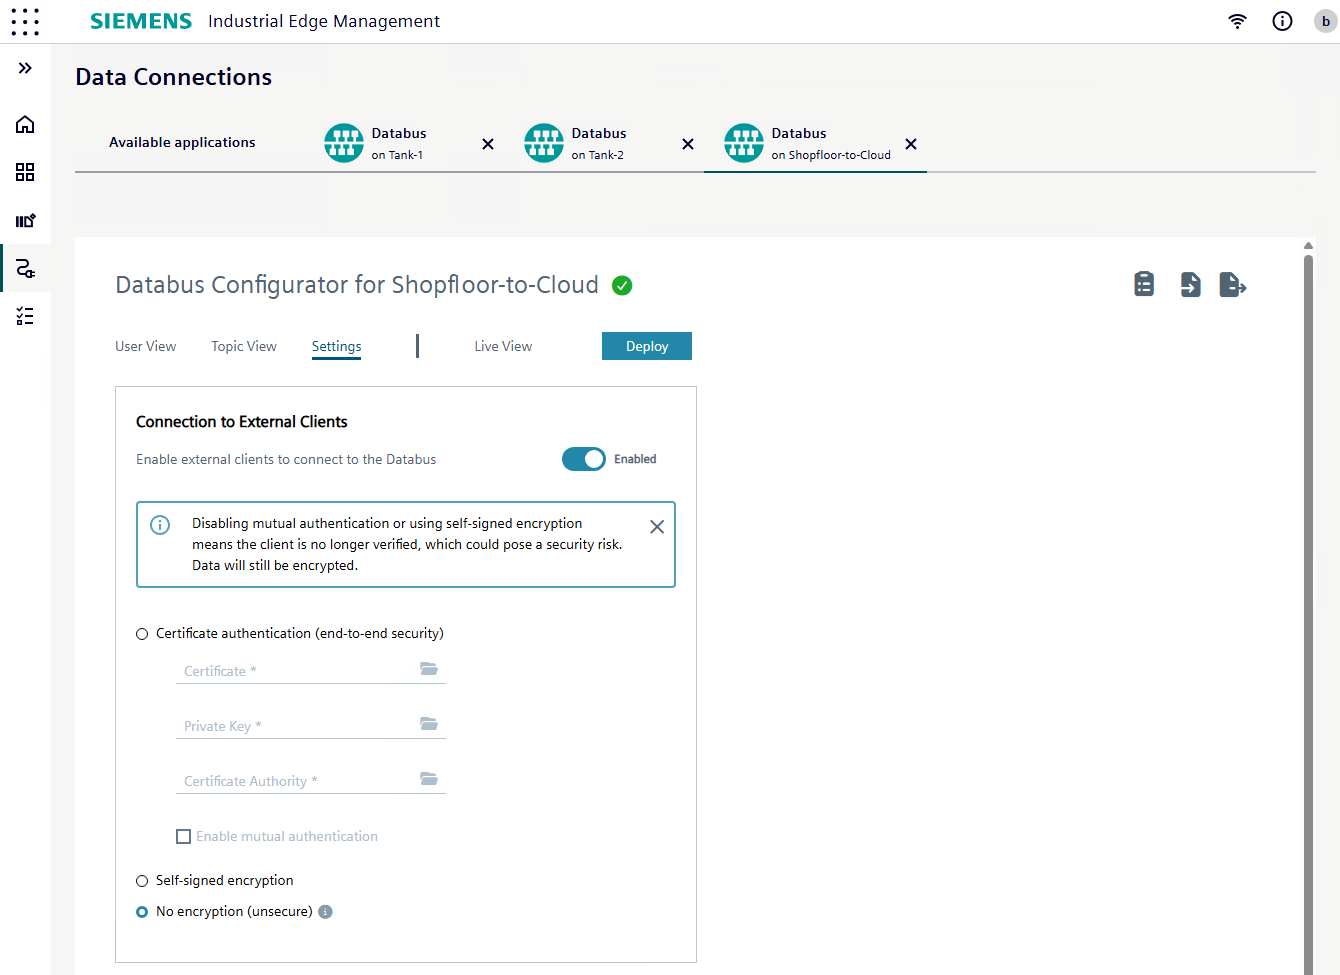 SIEMENS Industrial Edge Management
b
Data Connections
Available applications
Databus
on Tank-1
Databus
on Tank-2
Databus
on Shopfloor-to-Cloud
Databus Configurator for Shopfloor-to-Cloud
User View Topic View Settings Live View Deploy
Connection to External Clients
Enable external clients to connect to the Databus Enabled
Disabling mutual authentication or using self-signed encryption
means the client is no longer verified, which could pose a security risk.
Data will still be encrypted.
Certificate authentication (end-to-end security)
Certificate *
Private Key *
Certificate Authority *
Enable mutual authentication
Self-signed encryption
No encryption (unsecure)